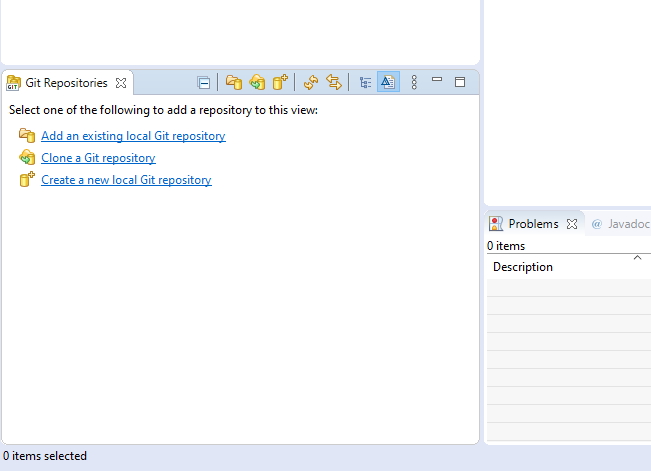 Git Repositories
Select one of the following to add a repository to this view:
Add an existing local Git repository
Clone a Git repository
Create a new local Git repository
0 items selected
Problems @ Javadoc
0 items
Description